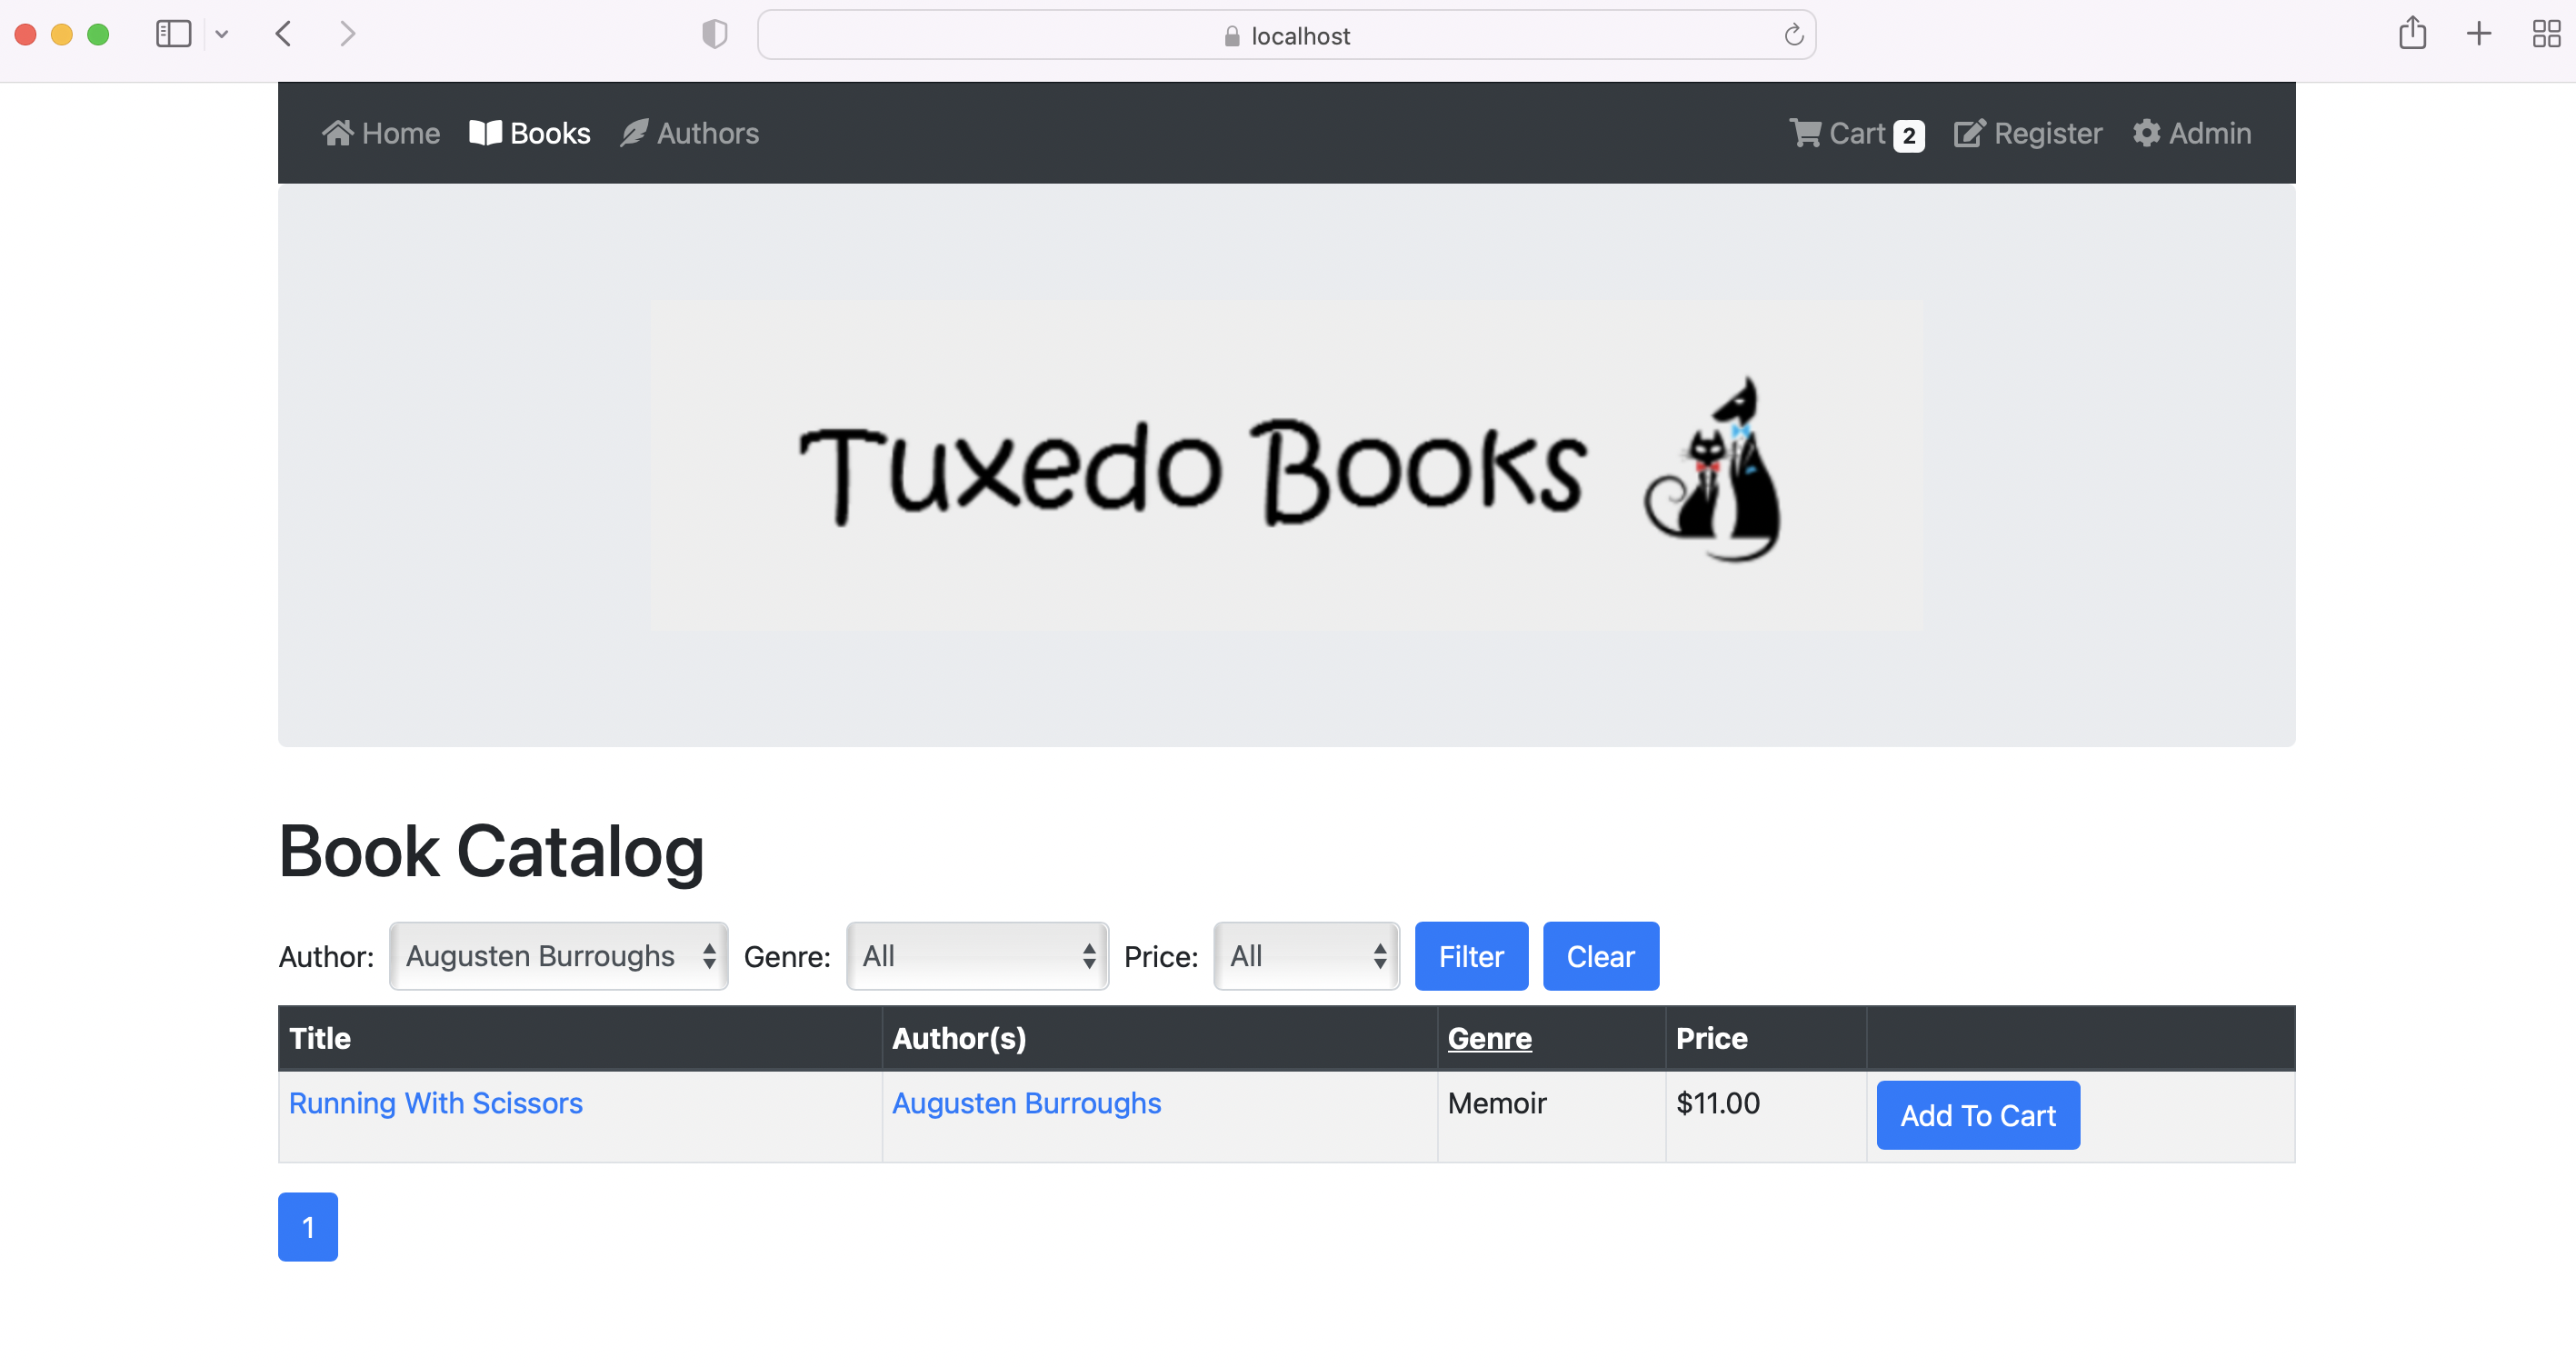 localhost
Home Books Authors Cart 2 Register Admin
Tuxedo Books
Book Catalog
Author: Augusten Burroughs Genre: All Price: All Filter Clear
Title Author(s) Genre Price
Running With Scissors Augusten Burroughs Memoir $11.00 Add To Cart
1